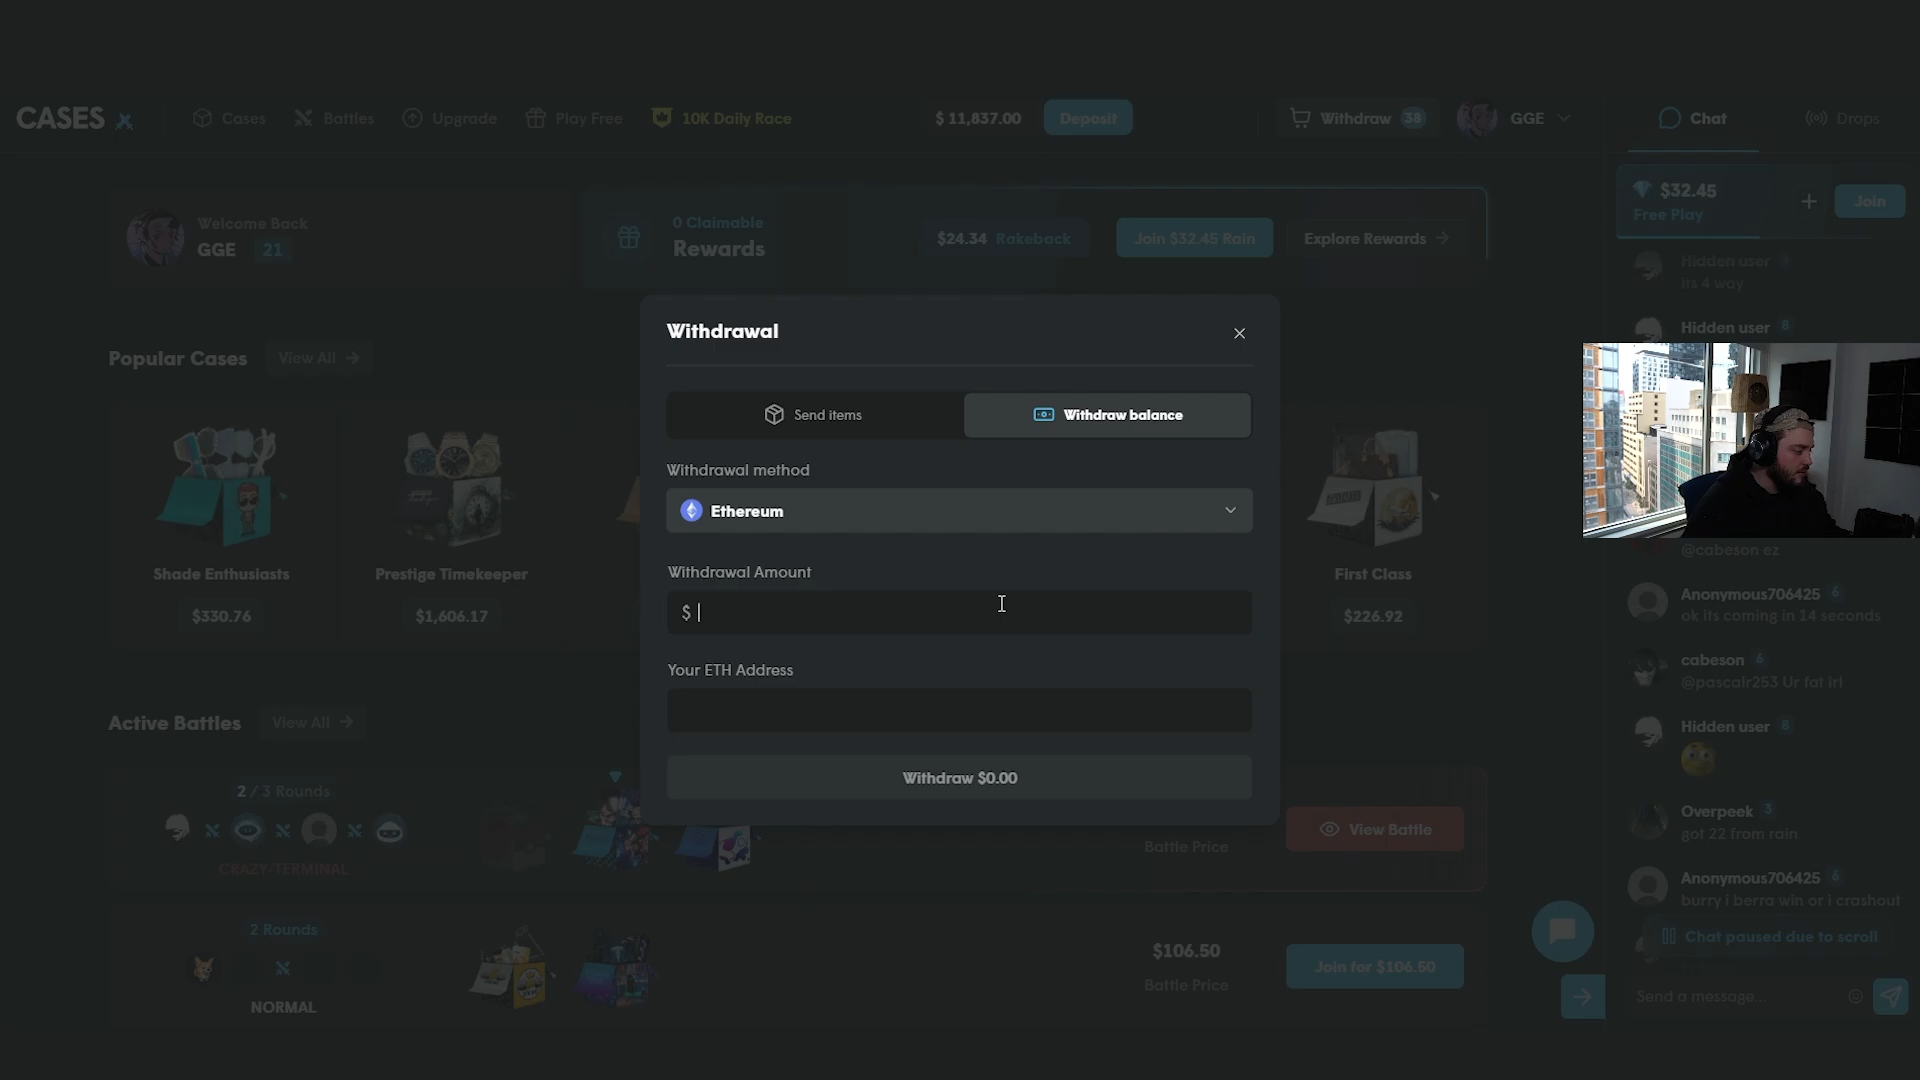 CASES
Cases
Battles
Upgrade
Play Free
10K Daily Race
$ 11,837.00
Deposit
Withdraw 38
GGE
Chat
Drops
Welcome Back
GGE 21
0 Claimable
Rewards
$24.34 Rakeback
Join $32.45 Rain
Explore Rewards
$32.45
Free Play
Join
Hidden user
its 4 way
Hidden user 8
@cabeson ez
Anonymous706425 6
ok its coming in 14 seconds
cabeson 6
@pascalr253 Ur fat irl
Hidden user 8
Overpeek 3
got 22 from rain
Anonymous706425 6
burry i berra win or i crashout
Chat paused due to scroll
Send a message...
Popular Cases
View All
Shade Enthusiasts
$330.76
Prestige Timekeeper
$1,606.17
First Class
$226.92
Withdrawal
Send items
Withdraw balance
Withdrawal method
Ethereum
Withdrawal Amount
$
Your ETH Address
Withdraw $0.00
Active Battles
View All
2 / 3 Rounds
CRAZY-TERMINAL
Battle Price
View Battle
2 Rounds
NORMAL
$106.50
Battle Price
Join for $106.50